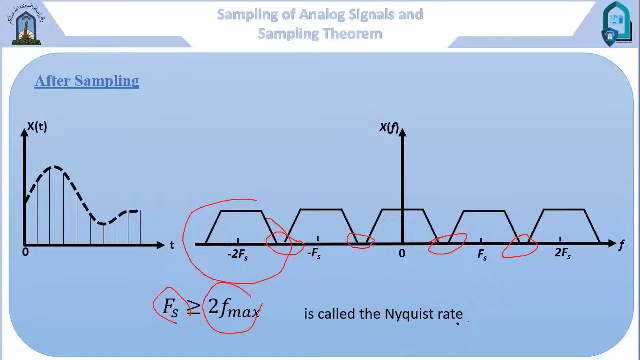 Sampling of Analog Signals and
Sampling Theorem
After Sampling
X(t)
X(f)
0
t
-2Fs
-Fs
0
Fs
2Fs
f
Fs ≥ 2fmax
is called the Nyquist rate